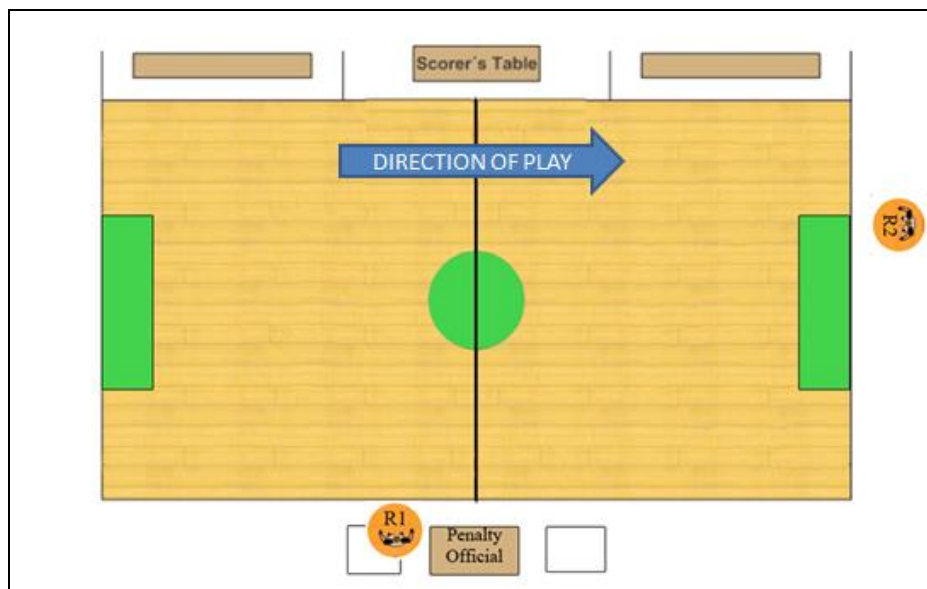 Scorer´s Table
DIRECTION OF PLAY
R2
R1
Penalty
Official